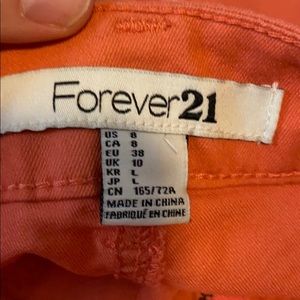 Forever21
US 8
CA 8
EU 38
UK 10
KR L
JP L
CN 165/72A
MADE IN CHINA
FABRIQUÉ EN CHINE